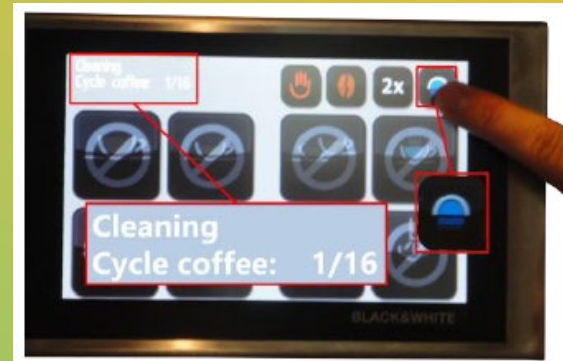 Cleaning
Cycle coffee: 1/16
2x
Cleaning
Cycle coffee: 1/16
BLACK&WHITE